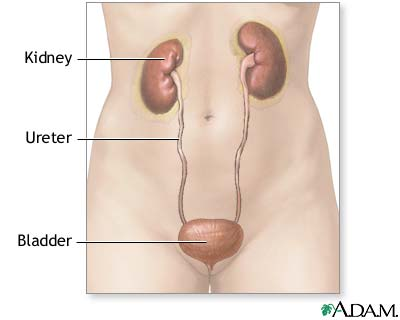 Kidney
Ureter
Bladder
A.D.A.M.